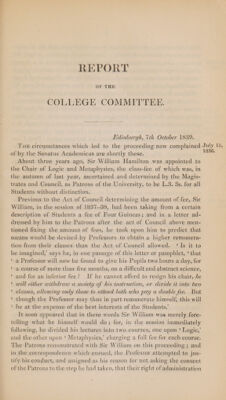 REPORT
OF THE
COLLEGE COMMITTEE.
Edinburgh, 7th October 1839.
THE circumstances which led to the proceeding now complained
of by the Senatus Academicus are shortly these.
July 13,
1836.
About three years ago, Sir William Hamilton was appointed to
the Chair of Logic and Metaphysics, the class-fee of which was, in
the autumn of last year, ascertained and determined by the Magis-
trates and Council, as Patrons of the University, to be L.3. 3s. for all
Students without distinction.
Previous to the Act of Council determining the amount of fee, Sir
William, in the session of 1837-38, had been taking from a certain
description of Students a fee of Four Guineas; and in a letter ad-
dressed by him to the Patrons after the act of Council above men-
tioned fixing the amount of fees, he took upon him to predict that
means would be devised by Professors to obtain a higher remunera-
tion from their classes than the Act of Council allowed. ' Is it to
be imagined,' says he, in one passage of this letter or pamphlet, ' that
' a Professor will now be found to give his Pupils two hours a day, for
' a course of more than five months, on a difficult and abstract science,
' and for an inferior fee? If he cannot afford to resign his chair, he
' will either withdraw a moiety of his instruction, or divide it into two
' classes, allowing only those to attend both who pay a double fee. But
' though the Professor may thus in part remunerate himself, this will
' be at the expense of the best interests of the Students.'
It soon appeared that in these words Sir William was merely fore-
telling what he himself would do; for, in the session immediately
following, he divided his lectures into two courses, one upon ' Logic,'
and the other upon ' Metaphysics,' charging a full fee for each course.
The Patrons remonstrated with Sir William on this proceeding; and
in the correspondence which ensued, the Professor attempted to jus-
tify his conduct, and assigned as his reason for not asking the consent
of the Patrons to the step he had taken, that their right of administration